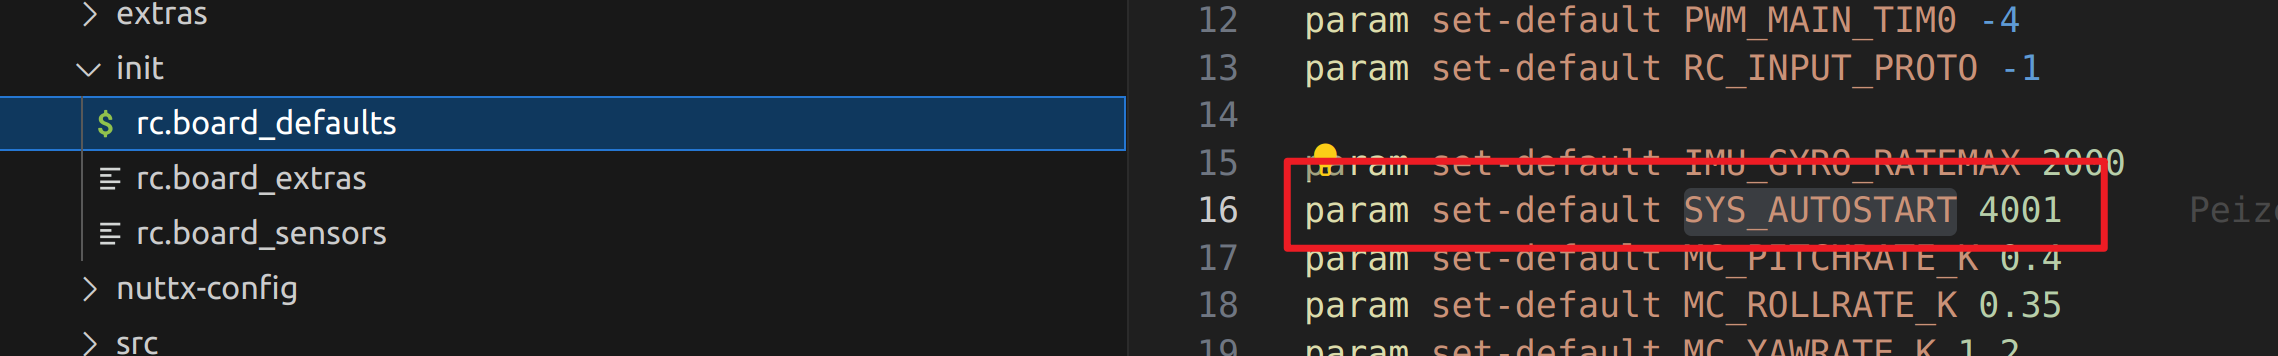 extras
init
rc.board_defaults
rc.board_extras
rc.board_sensors
nuttx-config
src
12 param set-default PWM_MAIN_TIM0 -4
13 param set-default RC_INPUT_PROTO -1
14
15 param set-default IMU_GYRO_RATEMAX 2000
16 param set-default SYS_AUTOSTART 4001 Peiz
17 param set-default MC_PITCHRATE_K 0.4
18 param set-default MC_ROLLRATE_K 0.35
19 param set-default MC_YAWRATE_K 1.2